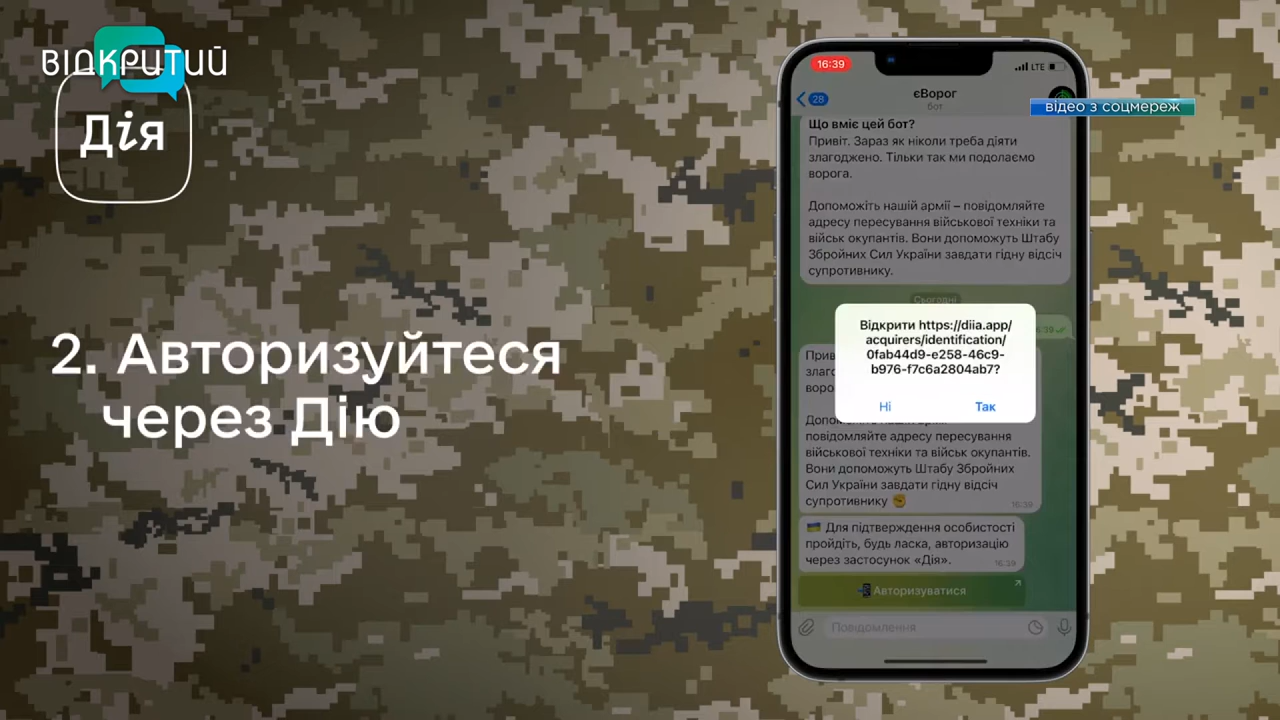 ВІДКРИТИЙ
Дія
2. Авторизуйтеся
через Дію
16:39
LTE
28
єВорог
бот
відео з соцмереж
Що вміє цей бот?
Привіт. Зараз як ніколи треба діяти
злагоджено. Тільки так ми подолаємо
ворога.
Допоможіть нашій армії – повідомляйте
адресу пересування військової техніки та
військ окупантів. Вони допоможуть Штабу
Збройних Сил України завдати гідну відсіч
супротивнику.
Сьогодні
Відкрити https://diia.app/
acquirers/identification/
0fab44d9-e258-46c9-
b976-f7c6a2804ab7?
Ні
Так
повідомляйте адресу пересування
військової техніки та військ окупантів.
Вони допоможуть Штабу Збройних
Сил України завдати гідну відсіч
супротивнику
16:39
Для підтвердження особистості
пройдіть, будь ласка, авторизацію
через застосунок «Дія».
16:39
Авторизуватися
Повідомлення